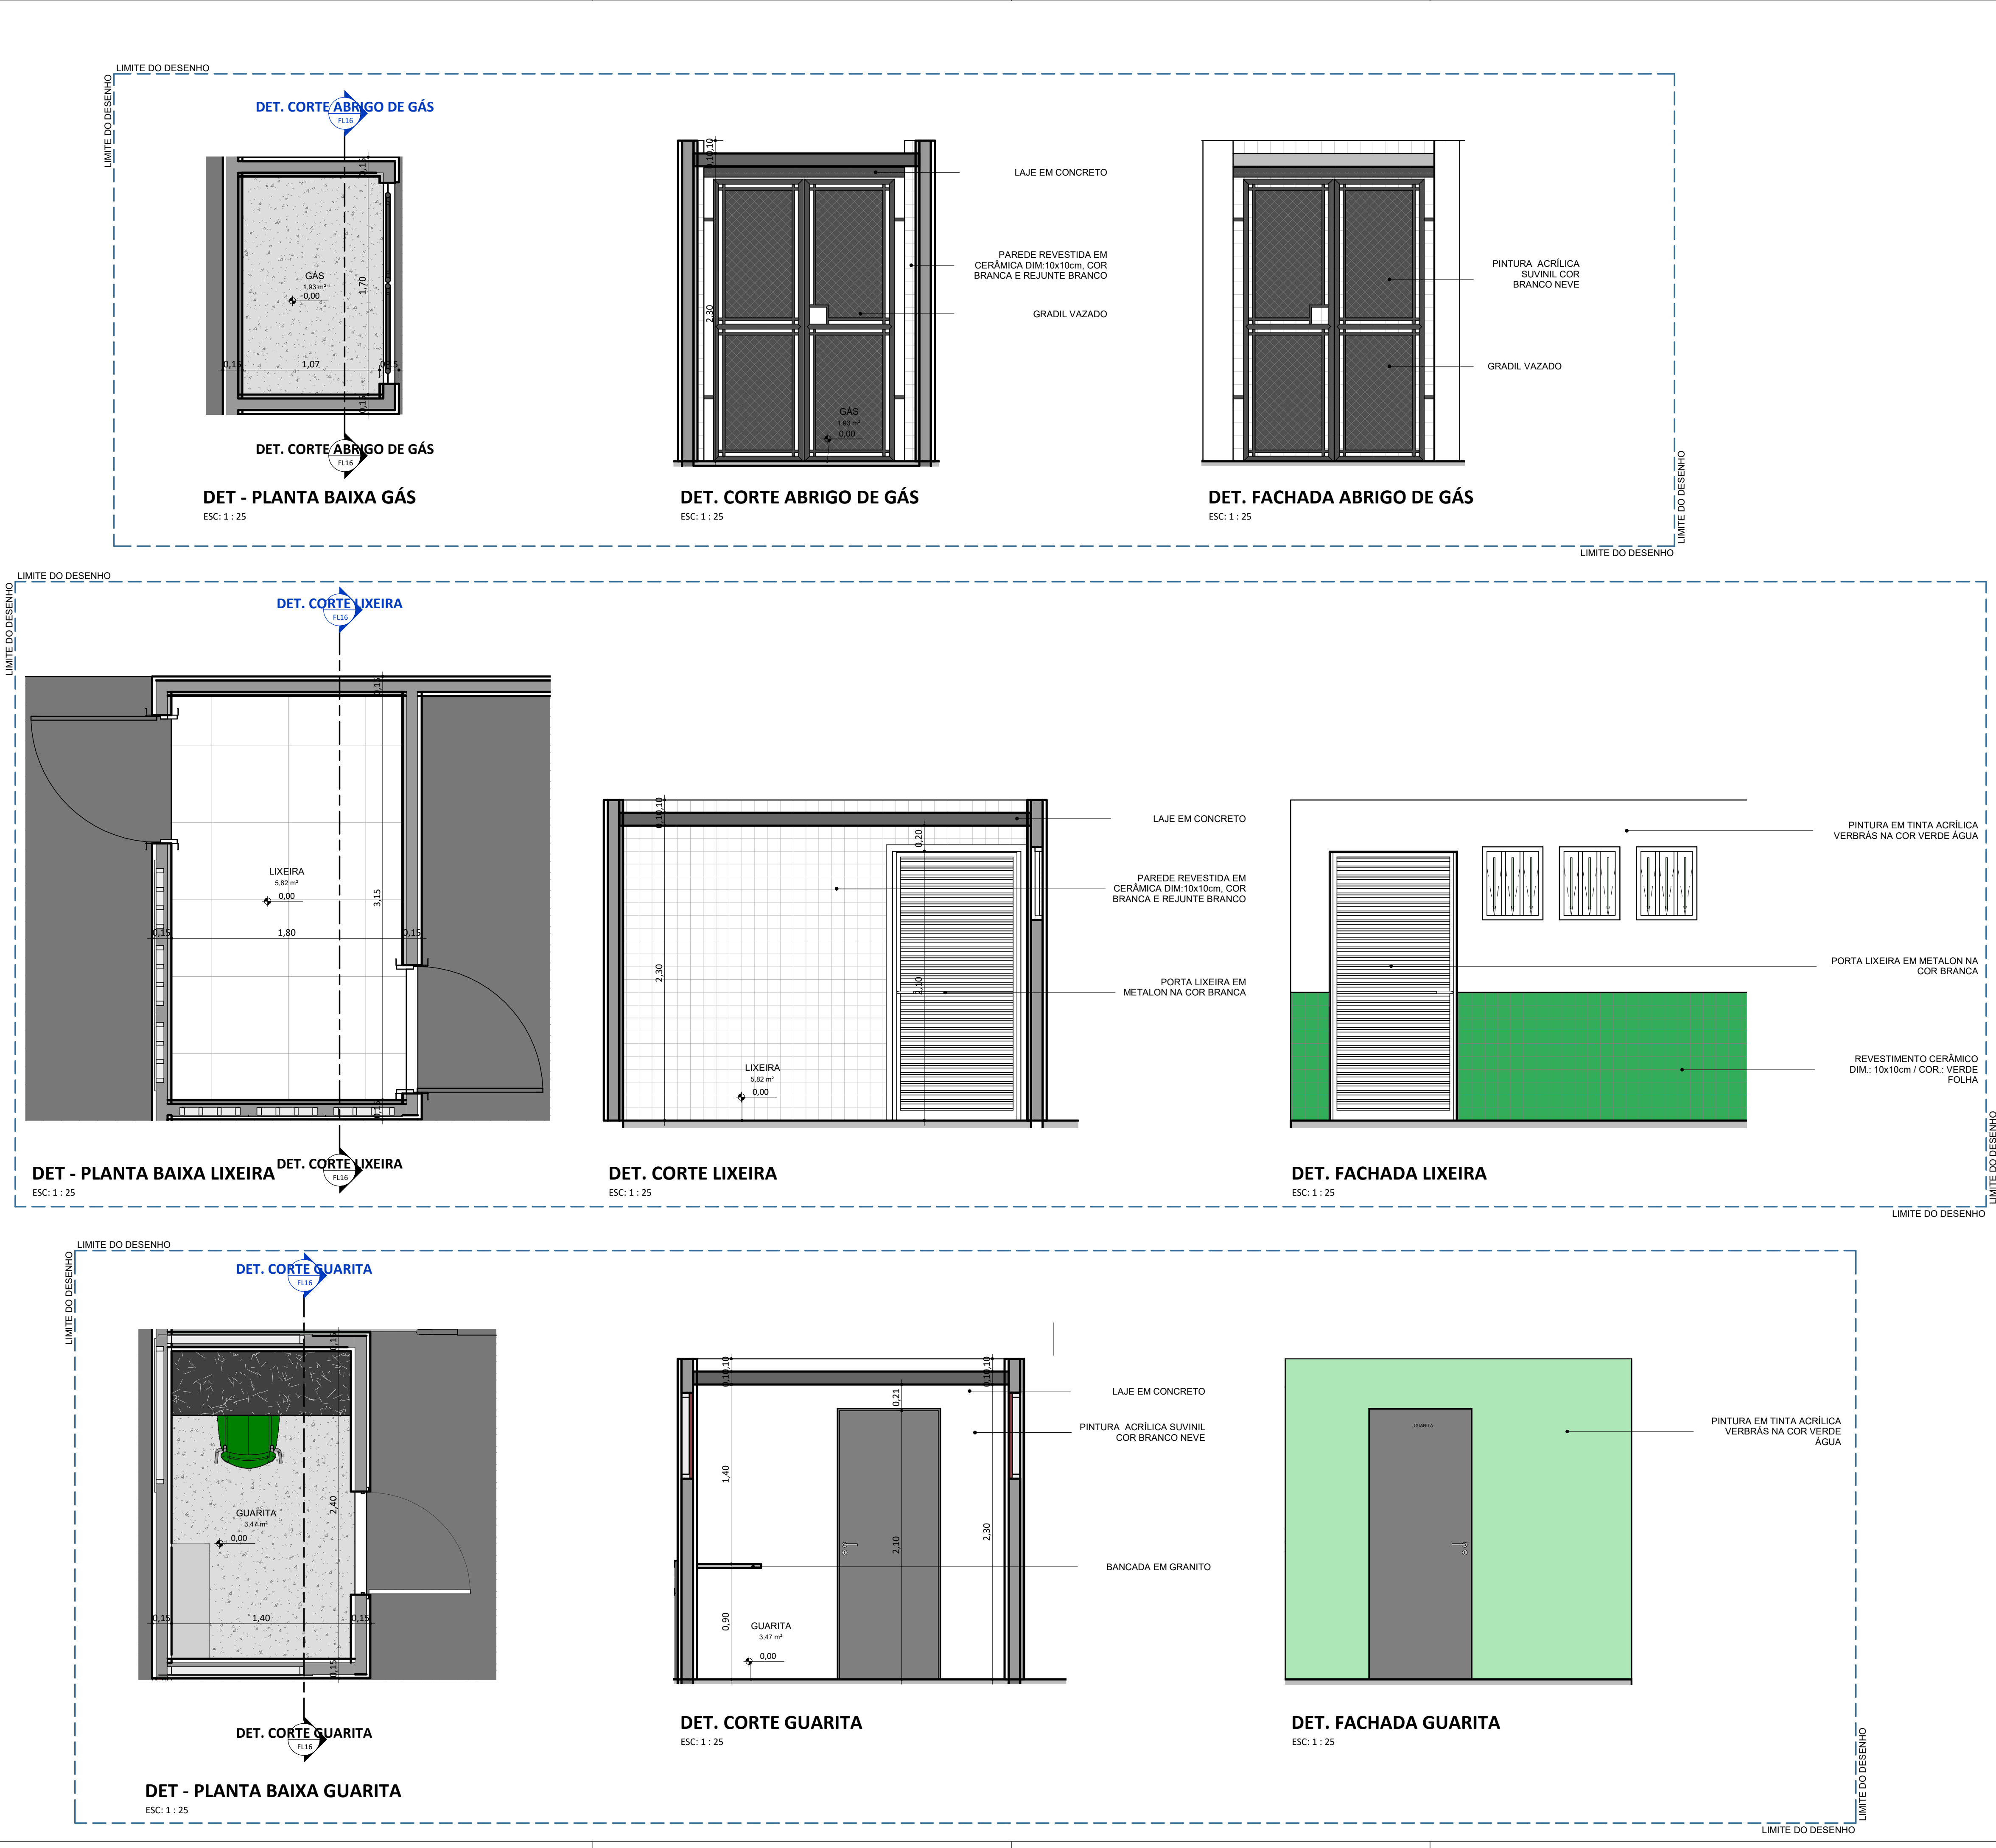 LIMITE DO DESENHO
LIMITE DO DESENHO
DET. CORTE ABRIGO DE GÁS
FL16
0,15
GÁS
1,93 m²
0,00
1,70
0,15
1,07
0,15
0,15
DET. CORTE ABRIGO DE GÁS
FL16
DET - PLANTA BAIXA GÁS
ESC: 1 : 25
0,10
0,10
2,30
LAJE EM CONCRETO
PAREDE REVESTIDA EM
CERÂMICA DIM:10x10cm, COR
BRANCA E REJUNTE BRANCO
GRADIL VAZADO
GÁS
1,93 m²
0,00
DET. CORTE ABRIGO DE GÁS
ESC: 1 : 25
PINTURA  ACRÍLICA
SUVINIL COR
BRANCO NEVE
GRADIL VAZADO
DET. FACHADA ABRIGO DE GÁS
ESC: 1 : 25
LIMITE DO DESENHO
LIMITE DO DESENHO
LIMITE DO DESENHO
LIMITE DO DESENHO
DET. CORTE LIXEIRA
FL16
0,15
LIXEIRA
5,82 m²
0,00
3,15
0,15
1,80
0,15
0,15
DET. CORTE LIXEIRA
FL16
DET - PLANTA BAIXA LIXEIRA
ESC: 1 : 25
0,10
0,10
0,20
2,30
2,10
LAJE EM CONCRETO
PAREDE REVESTIDA EM
CERÂMICA DIM:10x10cm, COR
BRANCA E REJUNTE BRANCO
PORTA LIXEIRA EM
METALON NA COR BRANCA
LIXEIRA
5,82 m²
0,00
DET. CORTE LIXEIRA
ESC: 1 : 25
PINTURA EM TINTA ACRÍLICA
VERBRÁS NA COR VERDE ÁGUA
PORTA LIXEIRA EM METALON NA
COR BRANCA
REVESTIMENTO CERÂMICO
DIM.: 10x10cm / COR.: VERDE
FOLHA
DET. FACHADA LIXEIRA
ESC: 1 : 25
LIMITE DO DESENHO
LIMITE DO DESENHO
LIMITE DO DESENHO
LIMITE DO DESENHO
DET. CORTE GUARITA
FL16
0,15
GUARITA
3,47 m²
0,00
2,40
0,15
1,40
0,15
0,15
DET. CORTE GUARITA
FL16
DET - PLANTA BAIXA GUARITA
ESC: 1 : 25
0,10
0,10
0,10
0,10
0,21
1,40
0,90
2,10
2,30
LAJE EM CONCRETO
PINTURA  ACRÍLICA SUVINIL
COR BRANCO NEVE
BANCADA EM GRANITO
GUARITA
3,47 m²
0,00
DET. CORTE GUARITA
ESC: 1 : 25
GUARITA
PINTURA EM TINTA ACRÍLICA
VERBRÁS NA COR VERDE
ÁGUA
DET. FACHADA GUARITA
ESC: 1 : 25
LIMITE DO DESENHO
LIMITE DO DESENHO